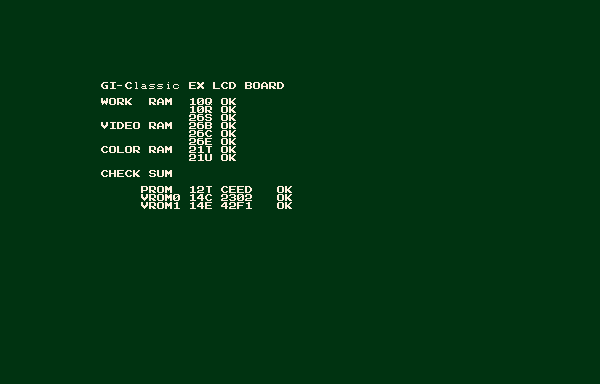 GI-Classic EX LCD BOARD
WORK RAM 10Q OK
10R OK
26S OK
VIDEO RAM 26B OK
26C OK
26E OK
COLOR RAM 21T OK
21U OK
CHECK SUM
PROM 12T CEED OK
VROM0 14C 2302 OK
VROM1 14E 42F1 OK